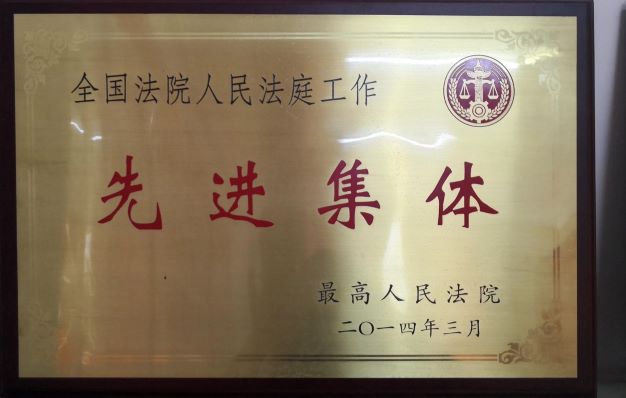 全国法院人民法庭工作
先进集体
最高人民法院
二〇一四年三月